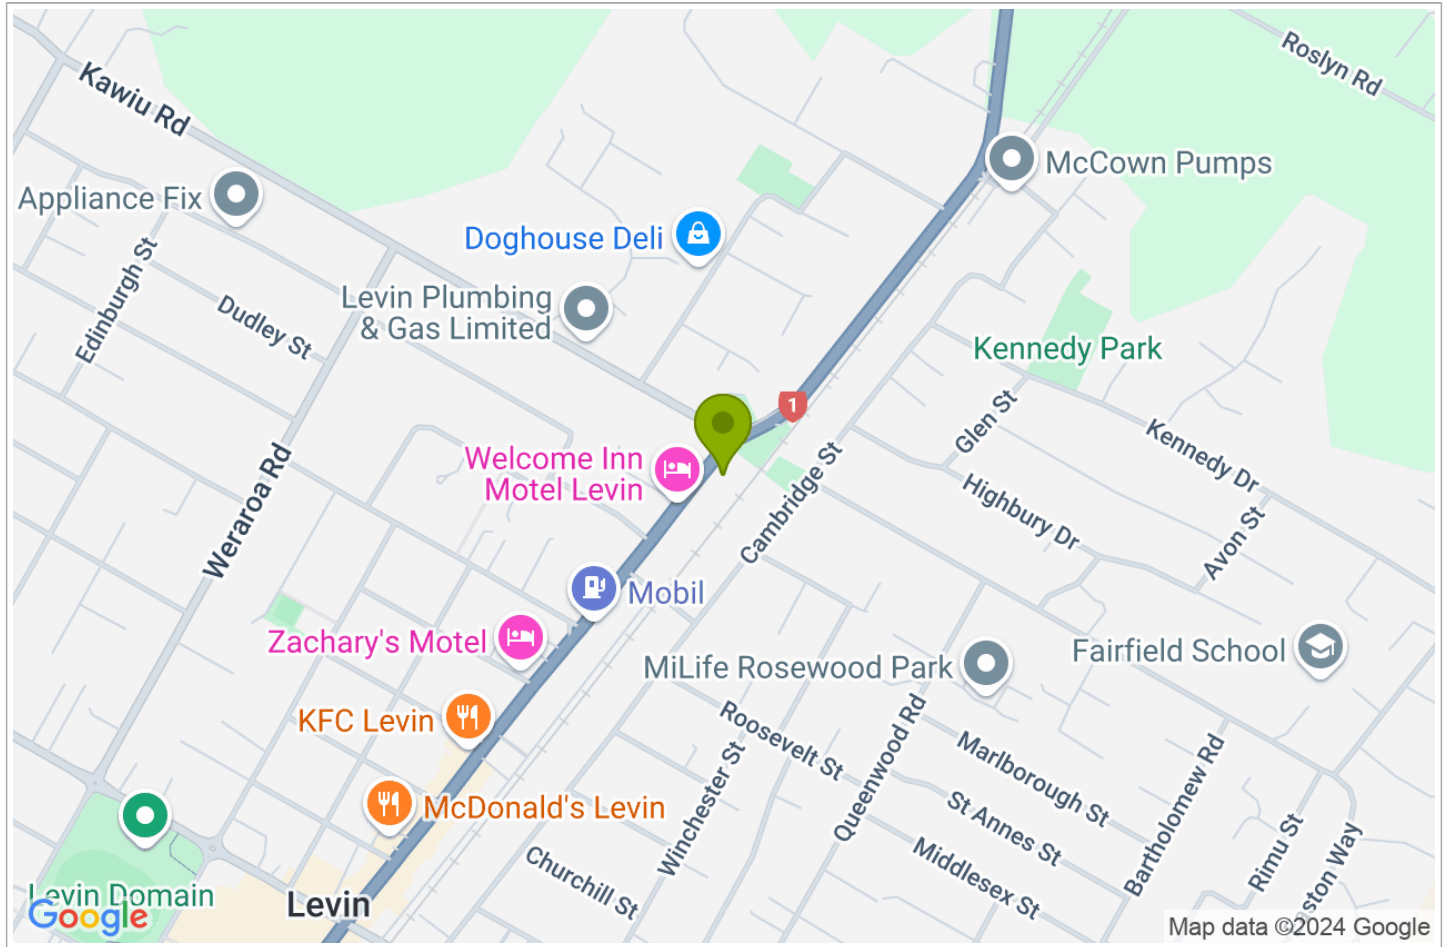 Roslyn Rd
Kawiu Rd
McCown Pumps
Appliance Fix
Doghouse Deli
Edinburgh St
Levin Plumbing
& Gas Limited
Dudley St
Kennedy Park
1
Glen St
Welcome Inn
Motel Levin
Kennedy Dr
Weraroa Rd
Cambridge St
Highbury Dr
Avon St
Mobil
Zachary's Motel
Fairfield School
MiLife Rosewood Park
KFC Levin
Roosevelt St
Queenwood Rd
Marlborough St
Winchester St
Bartholomew Rd
McDonald's Levin
St Annes St
Rimu St
Middlesex St
Churchill St
Levin Domain
Levin
Google
Map data ©2024 Google